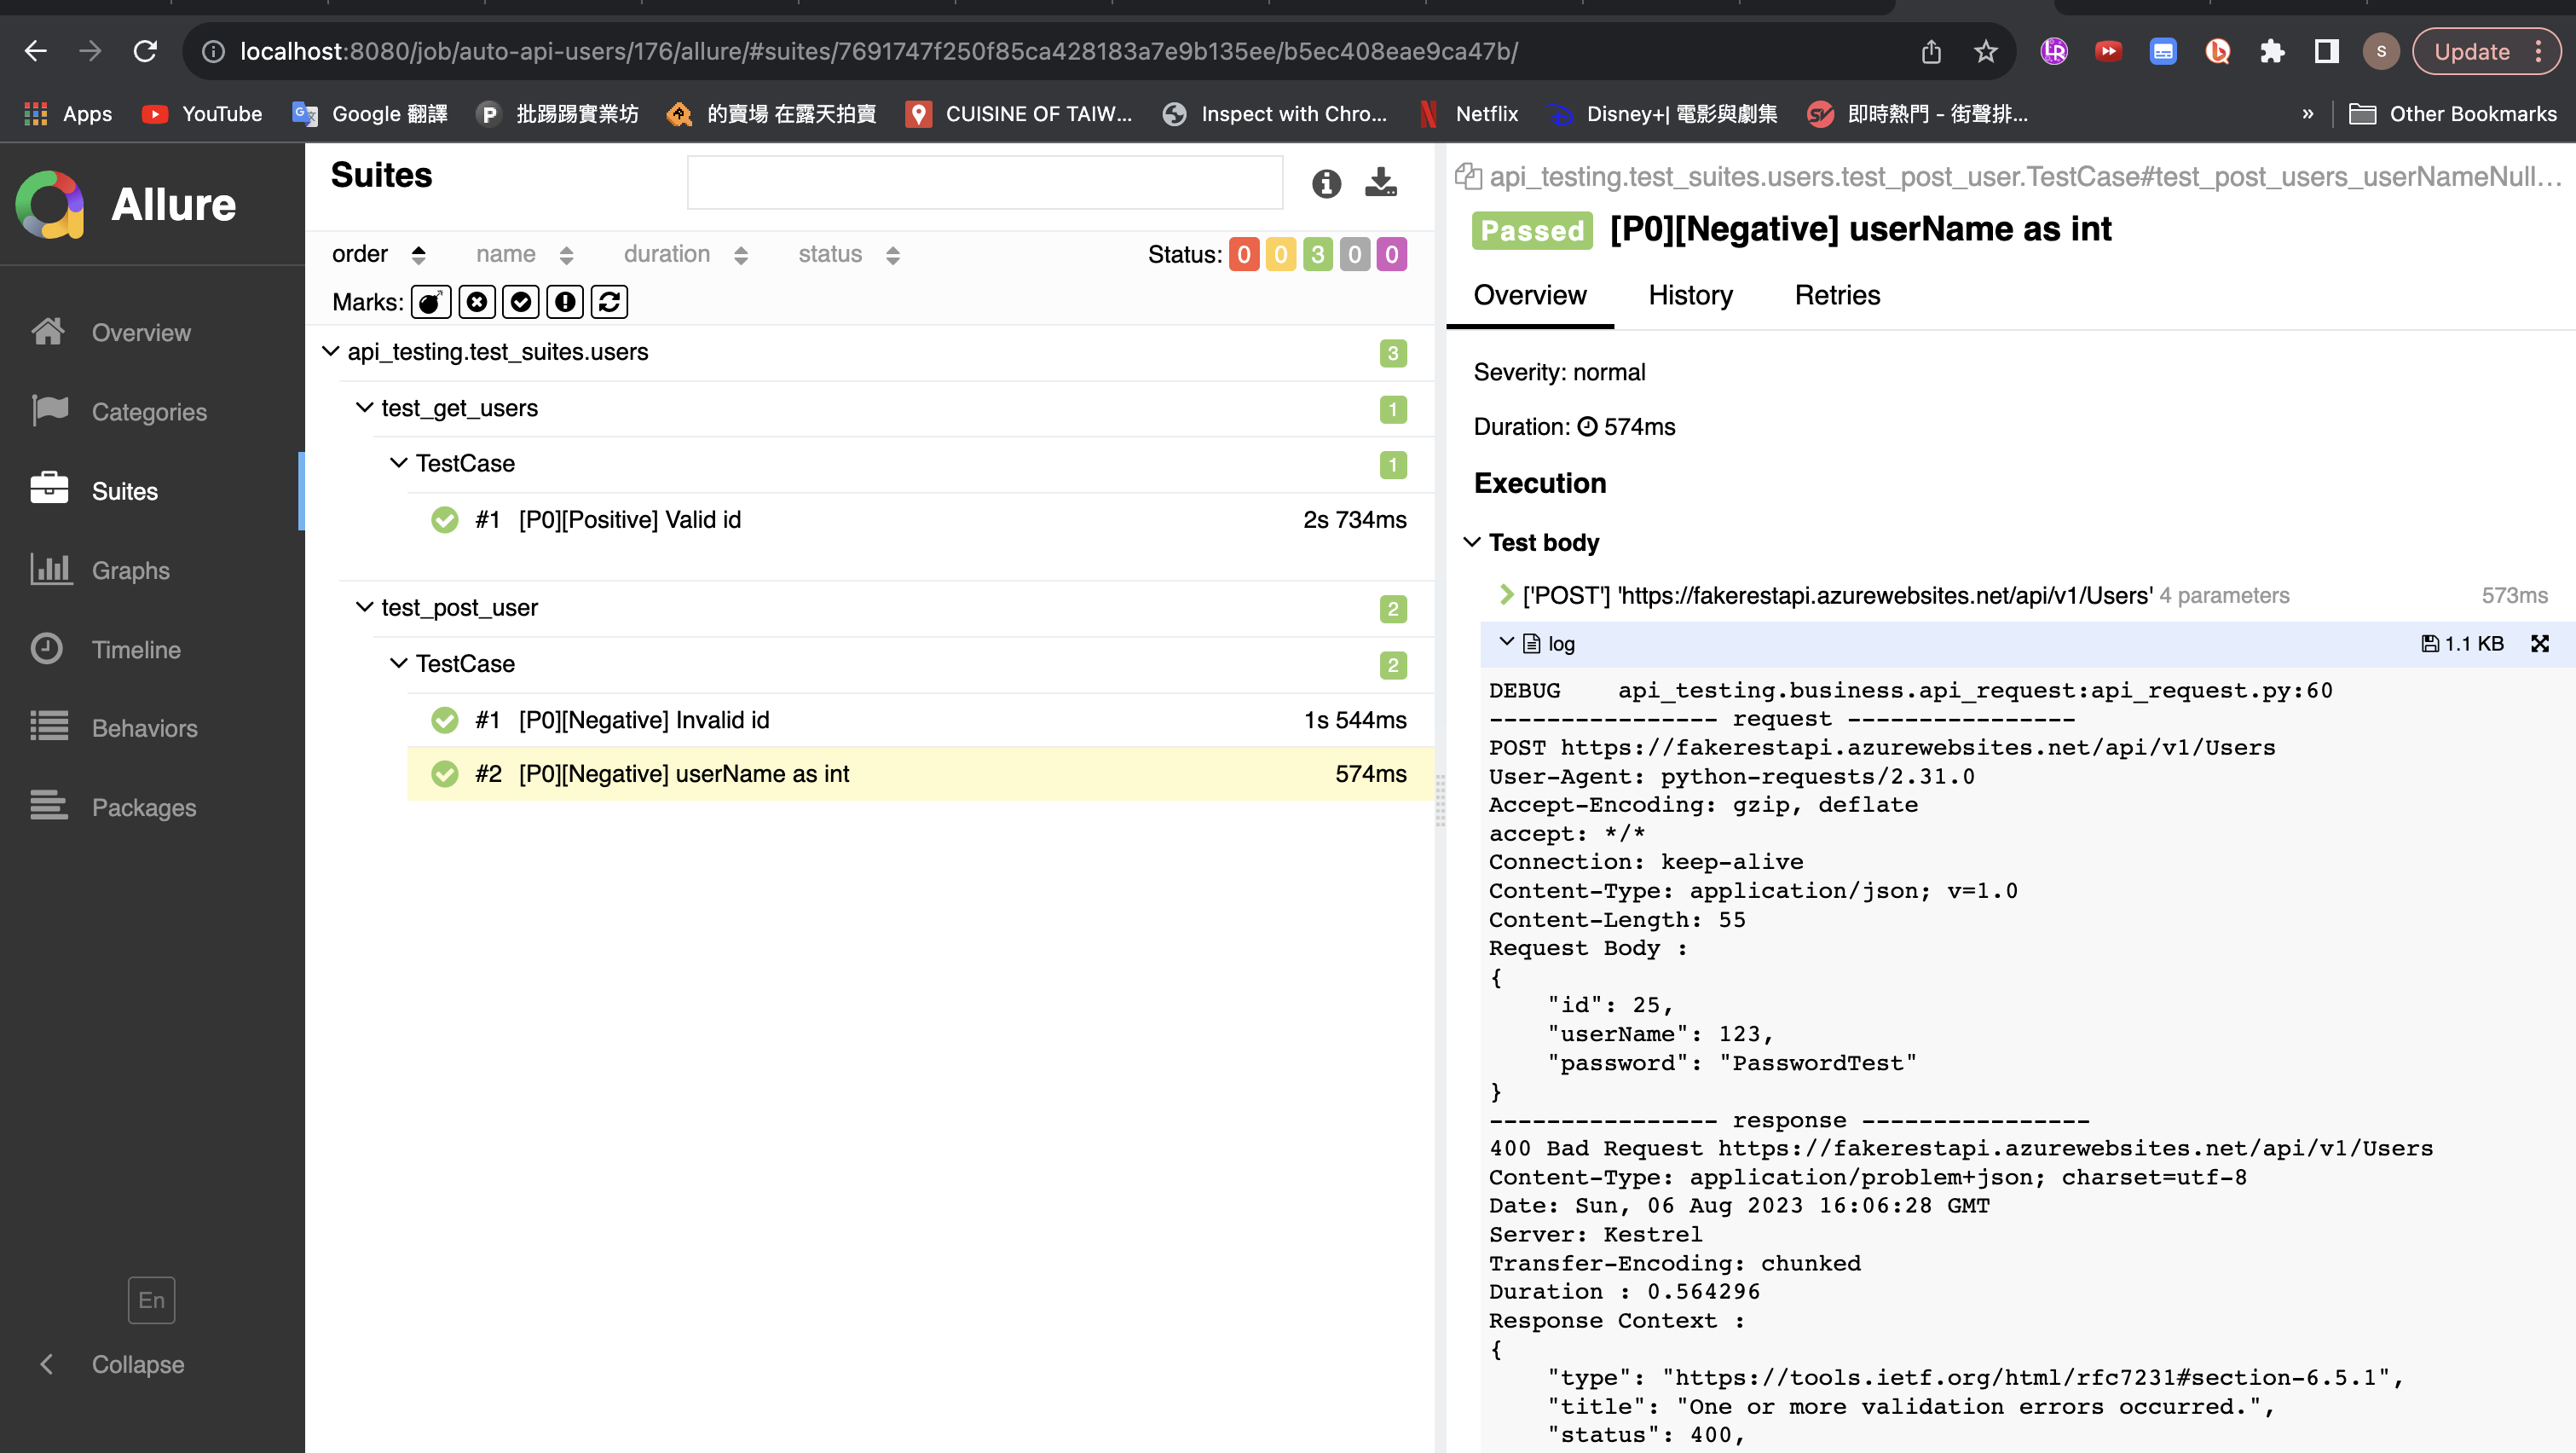 localhost:8080/job/auto-api-users/176/allure/#suites/7691747f250f85ca428183a7e9b135ee/b5ec408eae9ca47b/
S
Update
Apps
YouTube
Google 翻譯
批踢踢實業坊
的賣場 在露天拍賣
CUISINE OF TAIW...
Inspect with Chro...
Netflix
Disney+| 電影與劇集
即時熱門 - 街聲排...
»
Other Bookmarks
Allure
Overview
Categories
Suites
Graphs
Timeline
Behaviors
Packages
En
Collapse
Suites
order name duration status Status: 0 0 3 0 0
Marks:
api_testing.test_suites.users 3
test_get_users 1
TestCase 1
#1 [P0][Positive] Valid id 2s 734ms
test_post_user 2
TestCase 2
#1 [P0][Negative] Invalid id 1s 544ms
#2 [P0][Negative] userName as int 574ms
api_testing.test_suites.users.test_post_user.TestCase#test_post_users_userNameNull...
Passed [P0][Negative] userName as int
Overview History Retries
Severity: normal
Duration: 574ms
Execution
Test body
['POST'] 'https://fakerestapi.azurewebsites.net/api/v1/Users' 4 parameters 573ms
log 1.1 KB
DEBUG    api_testing.business.api_request:api_request.py:60
---------------- request ----------------
POST https://fakerestapi.azurewebsites.net/api/v1/Users
User-Agent: python-requests/2.31.0
Accept-Encoding: gzip, deflate
accept: */*
Connection: keep-alive
Content-Type: application/json; v=1.0
Content-Length: 55
Request Body :
{
    "id": 25,
    "userName": 123,
    "password": "PasswordTest"
}
---------------- response ----------------
400 Bad Request https://fakerestapi.azurewebsites.net/api/v1/Users
Content-Type: application/problem+json; charset=utf-8
Date: Sun, 06 Aug 2023 16:06:28 GMT
Server: Kestrel
Transfer-Encoding: chunked
Duration : 0.564296
Response Context :
{
    "type": "https://tools.ietf.org/html/rfc7231#section-6.5.1",
    "title": "One or more validation errors occurred.",
    "status": 400,